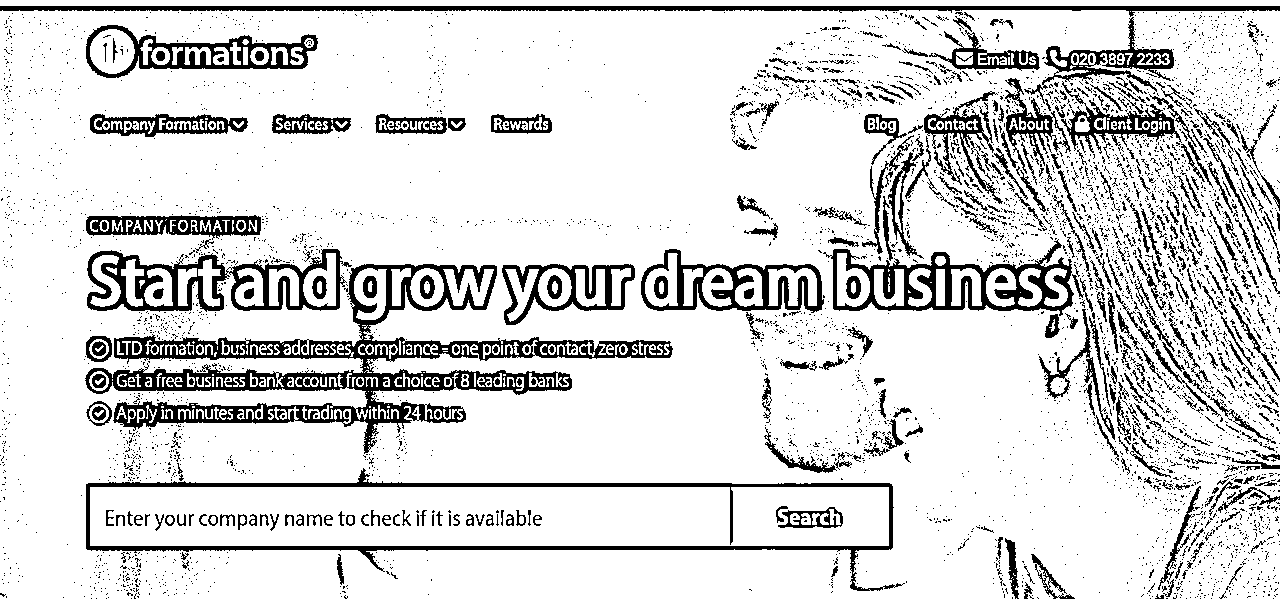 formations®
Email Us 020 3897 2233
Company Formation Services Resources Rewards Blog Contact About Client Login
COMPANY FORMATION
Start and grow your dream business
LTD formation, business addresses, compliance - one point of contact, zero stress
Get a free business bank account from a choice of 8 leading banks
Apply in minutes and start trading within 24 hours
Enter your company name to check if it is available Search